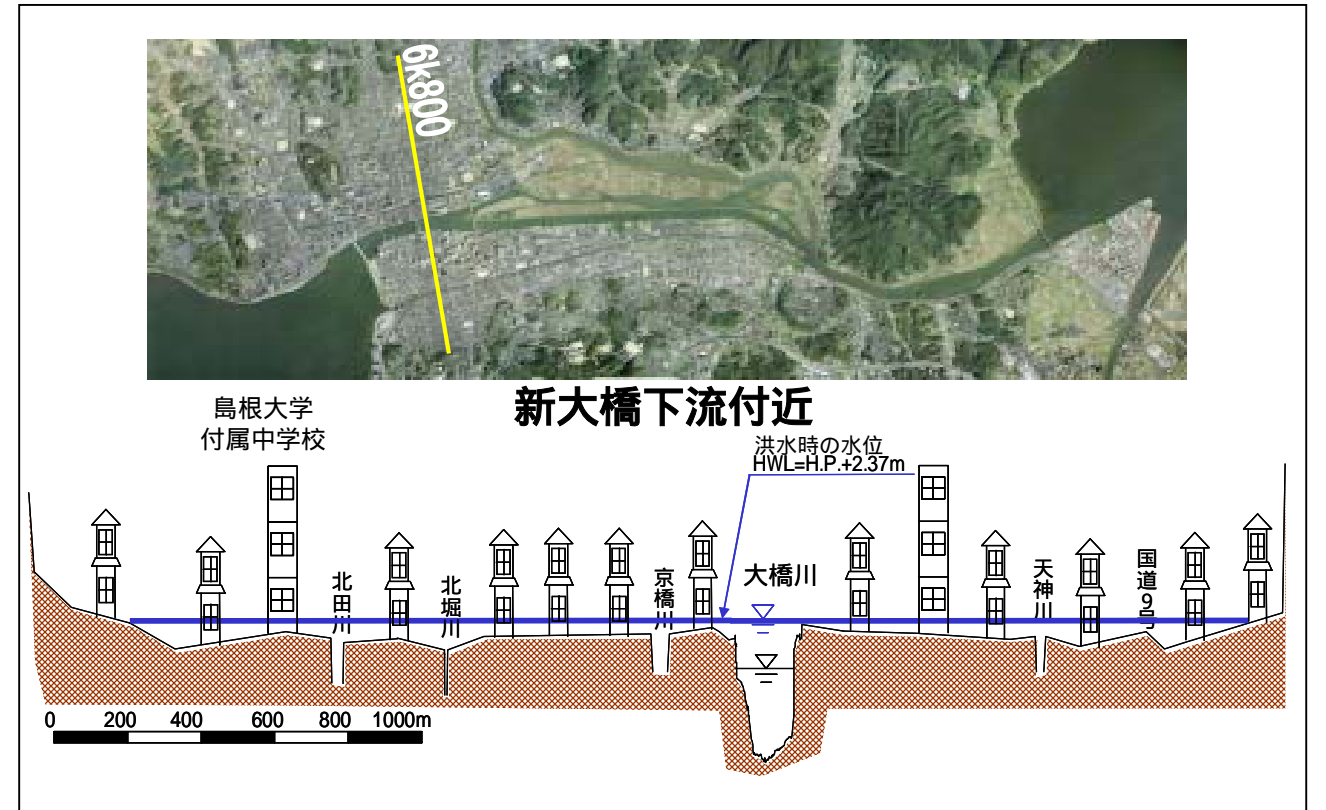 6k800
新大橋下流付近
島根大学
付属中学校
洪水時の水位
HWL=H.P.+2.37m
北田川
北堀川
京橋川
大橋川
天神川
国道9号
0 200 400 600 800 1000m